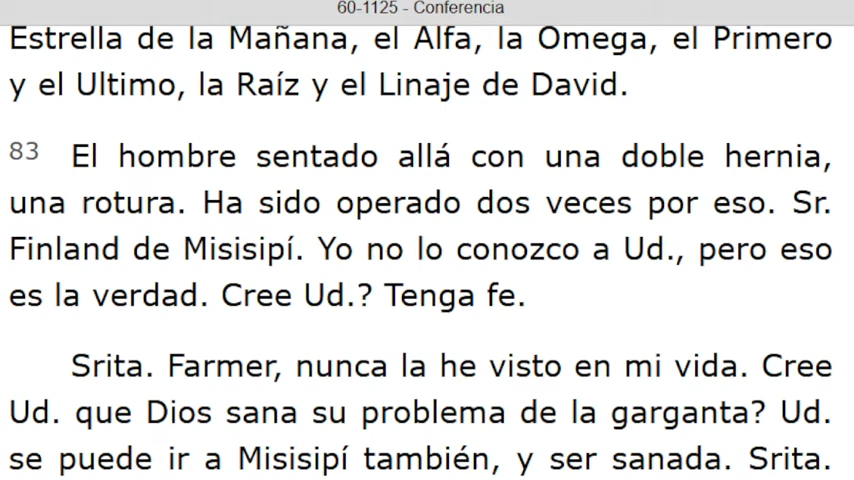 60-1125 - Conferencia
Estrella de la Mañana, el Alfa, la Omega, el Primero
y el Ultimo, la Raíz y el Linaje de David.
83 El hombre sentado allá con una doble hernia,
una rotura. Ha sido operado dos veces por eso. Sr.
Finland de Misisipí. Yo no lo conozco a Ud., pero eso
es la verdad. Cree Ud.? Tenga fe.
Srita. Farmer, nunca la he visto en mi vida. Cree
Ud. que Dios sana su problema de la garganta? Ud.
se puede ir a Misisipí también, y ser sanada. Srita.